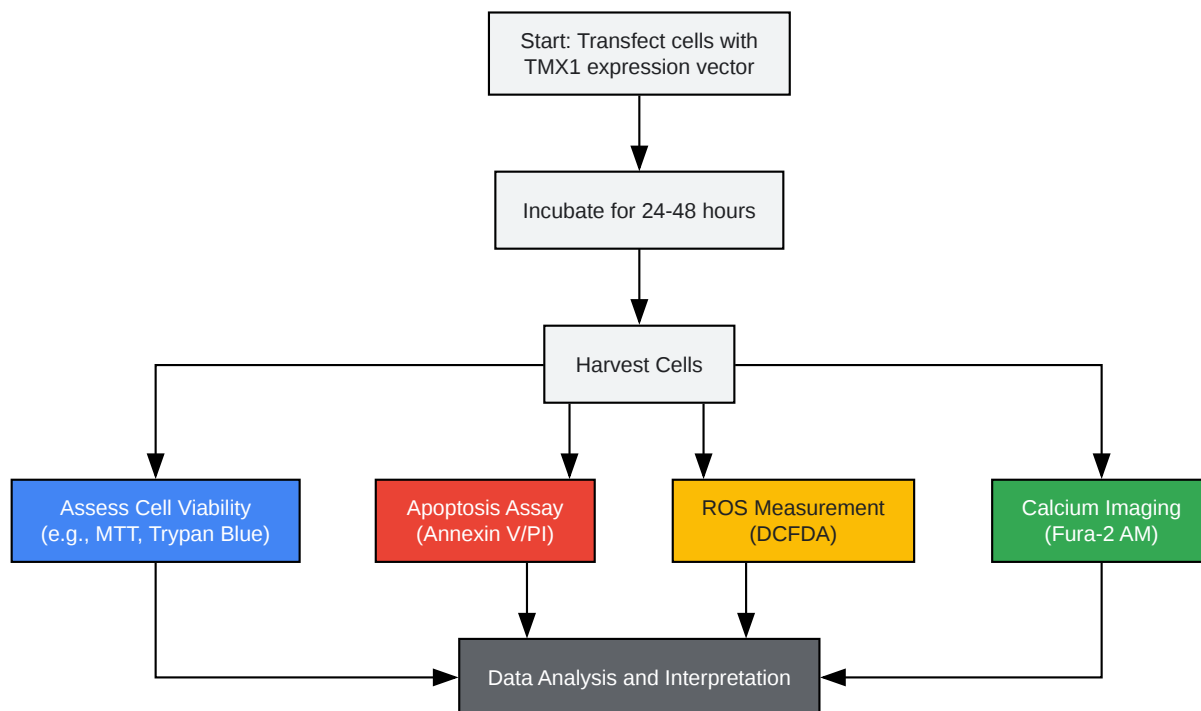 Start: Transfect cells with
TMX1 expression vector
Incubate for 24-48 hours
Harvest Cells
Assess Cell Viability
(e.g., MTT, Trypan Blue)
Apoptosis Assay
(Annexin V/PI)
ROS Measurement
(DCFDA)
Calcium Imaging
(Fura-2 AM)
Data Analysis and Interpretation